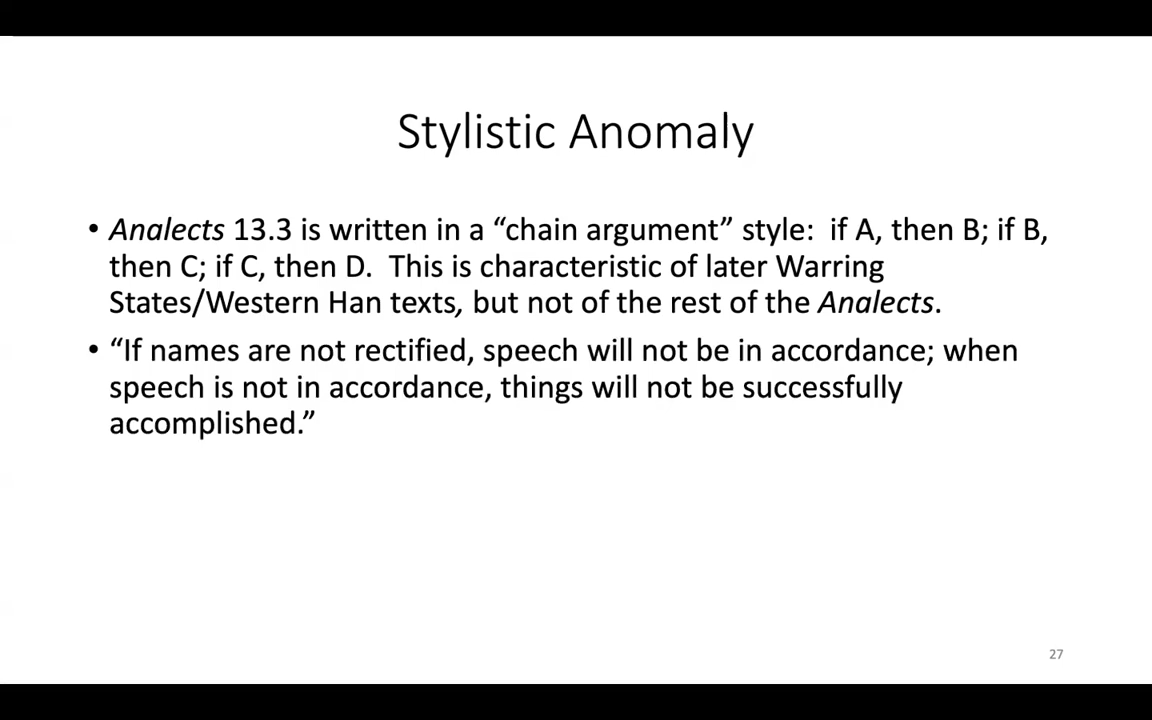 Stylistic Anomaly
• Analects 13.3 is written in a “chain argument” style:  if A, then B; if B,
then C; if C, then D.  This is characteristic of later Warring
States/Western Han texts, but not of the rest of the Analects.
• “If names are not rectified, speech will not be in accordance; when
speech is not in accordance, things will not be successfully
accomplished.”
27